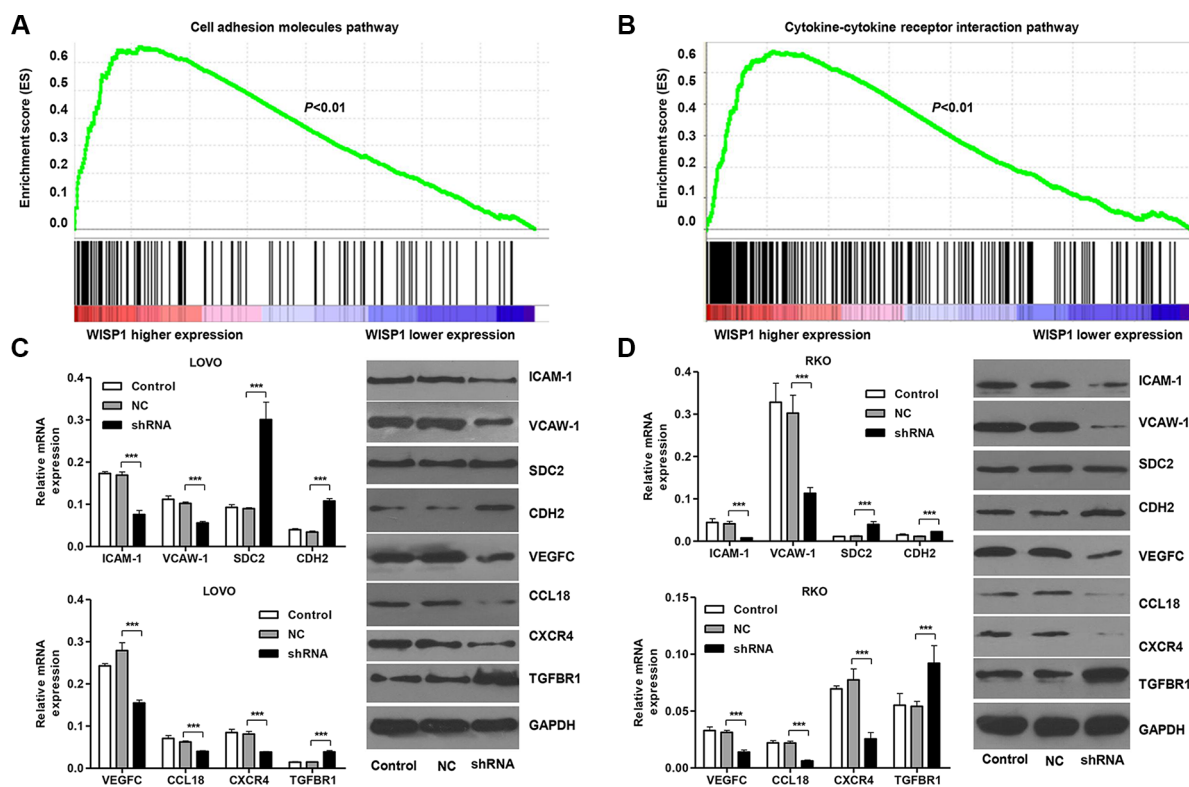 A
Cell adhesion molecules pathway
Enrichment score (ES)
0.6
0.5
0.4
0.3
0.2
0.1
0.0
P<0.01
WISP1 higher expression
WISP1 lower expression
B
Cytokine-cytokine receptor interaction pathway
Enrichment score (ES)
0.6
0.5
0.4
0.3
0.2
0.1
0.0
P<0.01
WISP1 higher expression
WISP1 lower expression
C
LOVO
Relative mRNA
expression
0.4
0.3
0.2
0.1
0.0
Control
NC
shRNA
***
***
***
***
ICAM-1
VCAW-1
SDC2
CDH2
LOVO
Relative mRNA
expression
0.4
0.3
0.2
0.1
0.0
Control
NC
shRNA
***
***
***
***
VEGFC
CCL18
CXCR4
TGFBR1
ICAM-1
VCAW-1
SDC2
CDH2
VEGFC
CCL18
CXCR4
TGFBR1
GAPDH
Control
NC
shRNA
D
RKO
Relative mRNA
expression
0.4
0.3
0.2
0.1
0.0
Control
NC
shRNA
***
***
***
***
ICAM-1
VCAW-1
SDC2
CDH2
RKO
Relative mRNA
expression
0.15
0.10
0.05
0.00
Control
NC
shRNA
***
***
***
***
VEGFC
CCL18
CXCR4
TGFBR1
ICAM-1
VCAW-1
SDC2
CDH2
VEGFC
CCL18
CXCR4
TGFBR1
GAPDH
Control
NC
shRNA